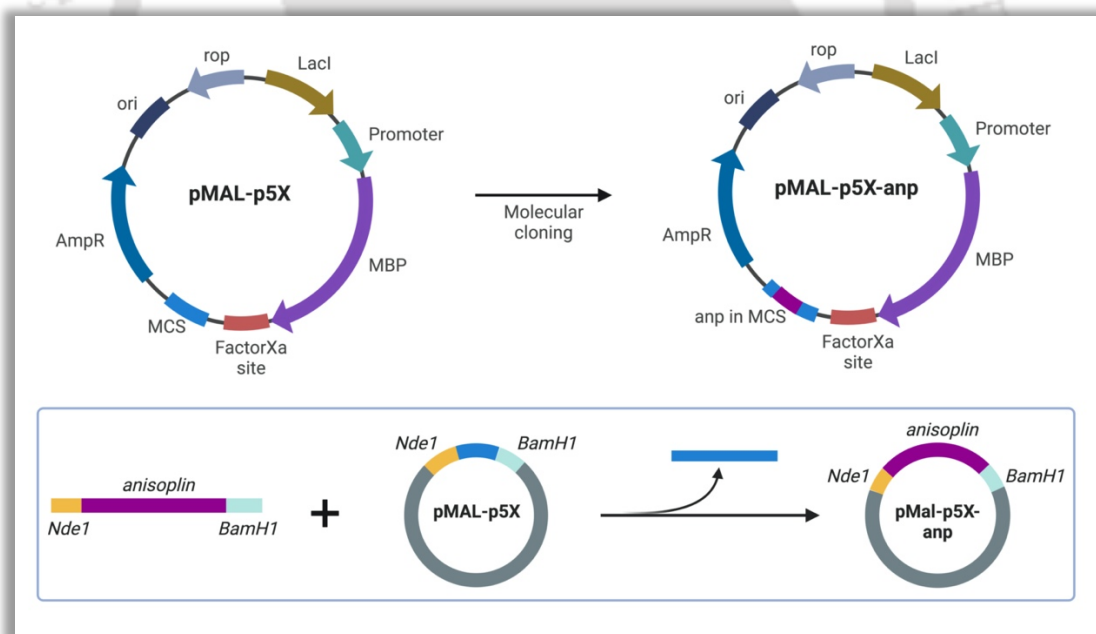 rop
LacI
ori
Promoter
pMAL-p5X
AmpR
MBP
MCS
FactorXa
site
Molecular
cloning
rop
LacI
ori
Promoter
pMAL-p5X-anp
AmpR
MBP
anp in MCS
FactorXa
site
anisoplin
Nde1
BamH1
+
Nde1
BamH1
pMAL-p5X
anisoplin
Nde1
BamH1
pMal-p5X-
anp